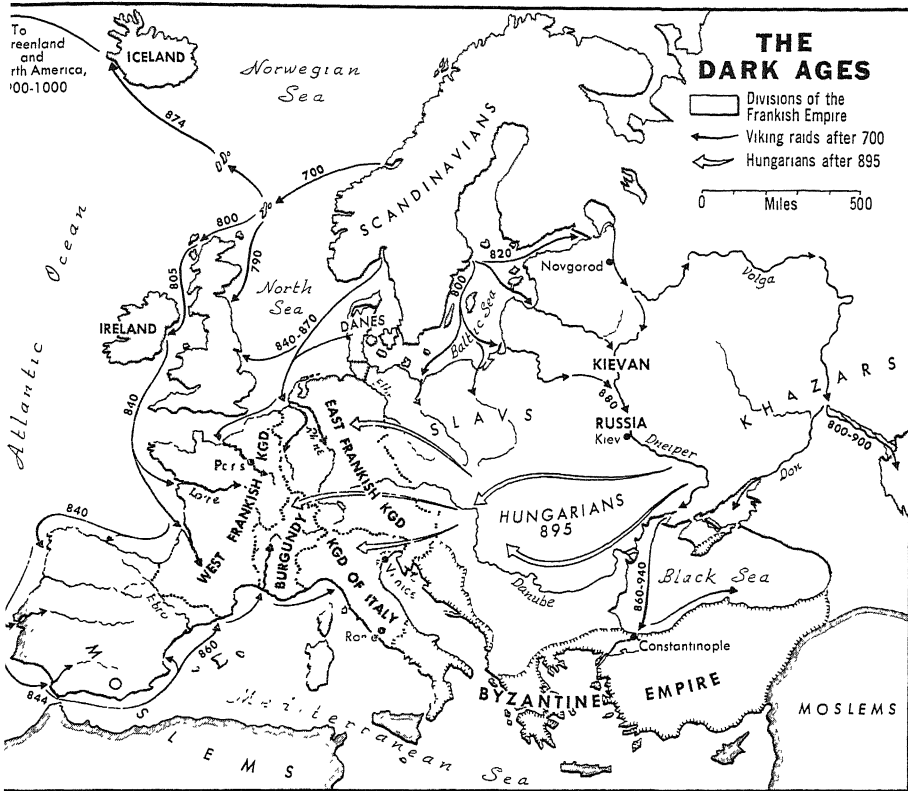 To
reenland
and
rth America,
00-1000
ICELAND
Norwegian
Sea
THE
DARK AGES
Divisions of the
Frankish Empire
Viking raids after 700
Hungarians after 895
0 Miles 500
874
700
SCANDINAVIANS
800
790
805
820
Novgorod
Volga
Atlantic Ocean
North
Sea
800
Baltic Sea
IRELAND
840-870
DANES
Elbe
KIEVAN
880
RUSSIA
Kiev
Dneiper
KHAZARS
800-900
Don
SLAVS
840
EAST FRANKISH KGD
WEST FRANKISH KGD
Loire
HUNGARIANS
895
840
BURGUNDY
KGD OF ITALY
Venice
Danube
860-940
Black Sea
Ebro
860
Rome
Constantinople
BYZANTINE EMPIRE
MOSLEMS
844
MOSLEMS
Mediterranean Sea